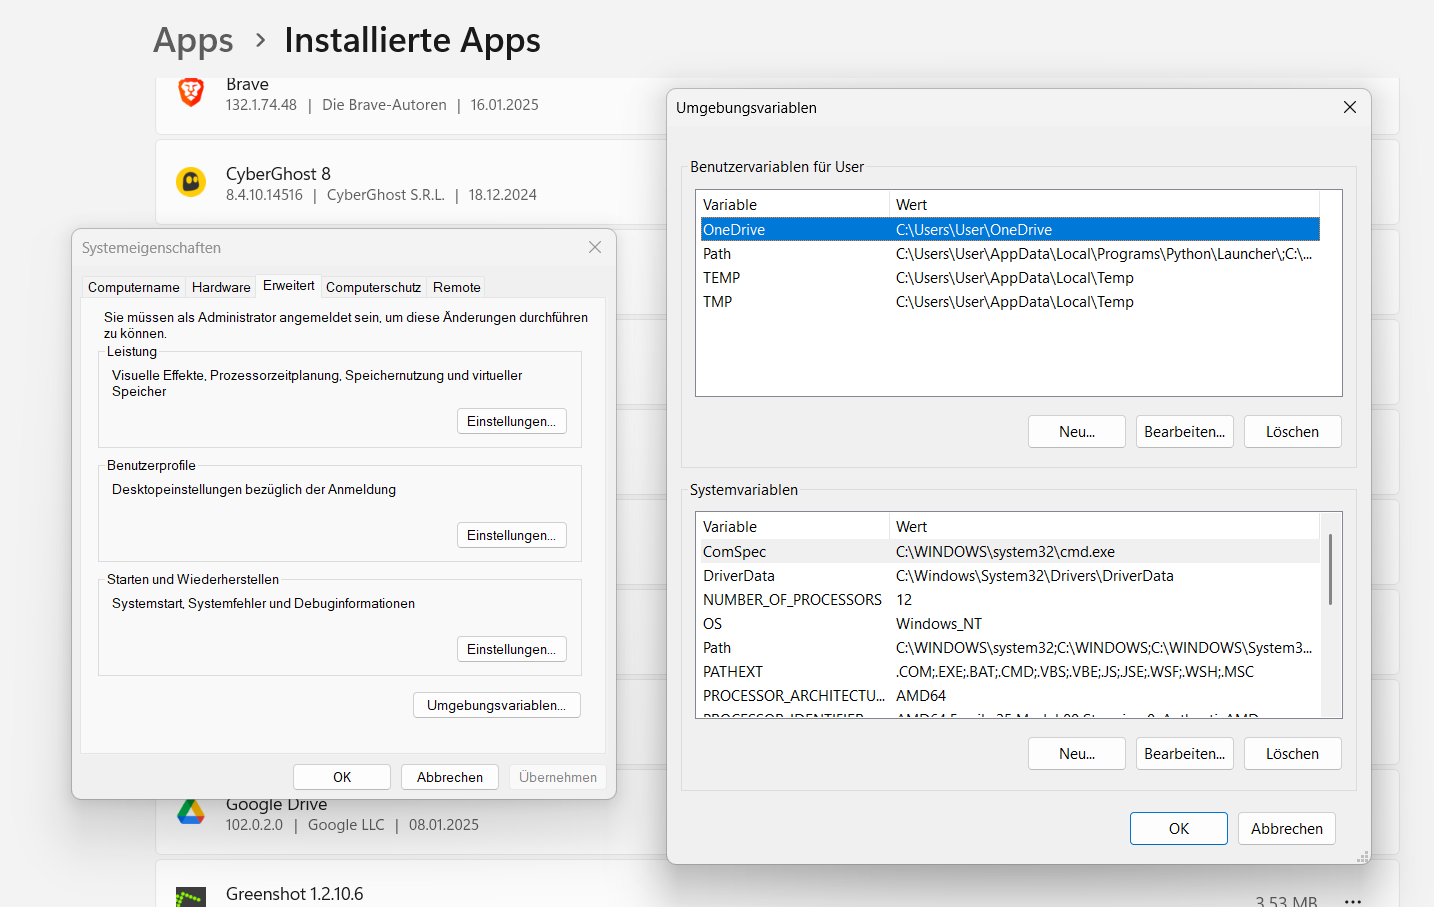 Apps > Installierte Apps
Brave
132.1.74.48 | Die Brave-Autoren | 16.01.2025
CyberGhost 8
8.4.10.14516 | CyberGhost S.R.L. | 18.12.2024
Systemeigenschaften
Computername Hardware Erweitert Computerschutz Remote
Sie müssen als Administrator angemeldet sein, um diese Änderungen durchführen
zu können.
Leistung
Visuelle Effekte, Prozessorzeitplanung, Speichernutzung und virtueller
Speicher
Einstellungen...
Benutzerprofile
Desktopeinstellungen bezüglich der Anmeldung
Einstellungen...
Starten und Wiederherstellen
Systemstart, Systemfehler und Debuginformationen
Einstellungen...
Umgebungsvariablen...
OK Abbrechen Übernehmen
Google Drive
102.0.2.0 | Google LLC | 08.01.2025
Greenshot 1.2.10.6
3,53 MB
Umgebungsvariablen
Benutzervariablen für User
Variable Wert
OneDrive C:\Users\User\OneDrive
Path C:\Users\User\AppData\Local\Programs\Python\Launcher\;C:\...
TEMP C:\Users\User\AppData\Local\Temp
TMP C:\Users\User\AppData\Local\Temp
Neu... Bearbeiten... Löschen
Systemvariablen
Variable Wert
ComSpec C:\WINDOWS\system32\cmd.exe
DriverData C:\Windows\System32\Drivers\DriverData
NUMBER_OF_PROCESSORS 12
OS Windows_NT
Path C:\WINDOWS\system32;C:\WINDOWS;C:\WINDOWS\System3...
PATHEXT .COM;.EXE;.BAT;.CMD;.VBS;.VBE;.JS;.JSE;.WSF;.WSH;.MSC
PROCESSOR_ARCHITECTU... AMD64
PROCESSOR_IDENTIFIER AMD64
Neu... Bearbeiten... Löschen
OK Abbrechen